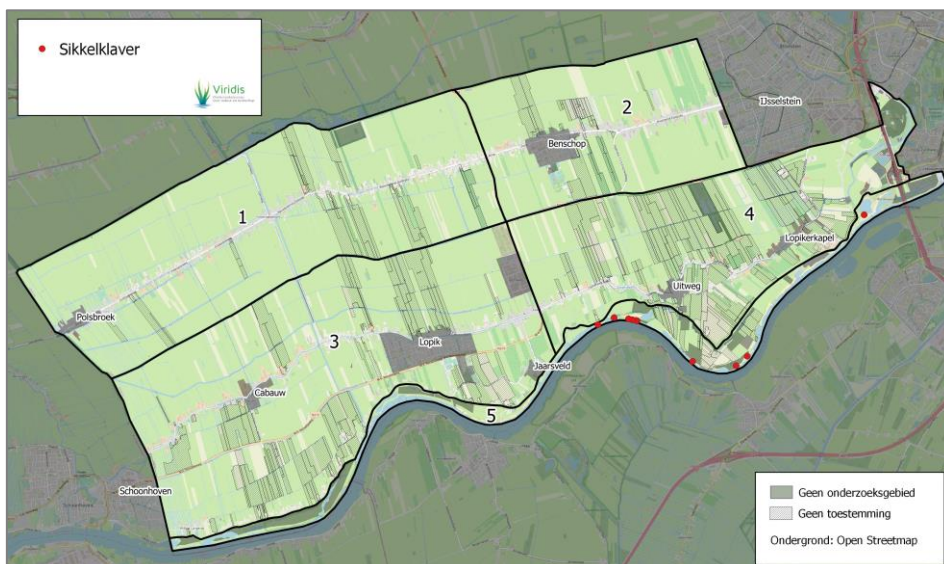 Sikkelklaver
Viridis
IJsselstein
2
Benschop
1
4
Lopikerkapel
Uitweg
Polsbroek
3
Lopik
Jaarsveld
Cabauw
5
Schoonhoven
Geen onderzoeksgebied
Geen toestemming
Ondergrond: Open Streetmap